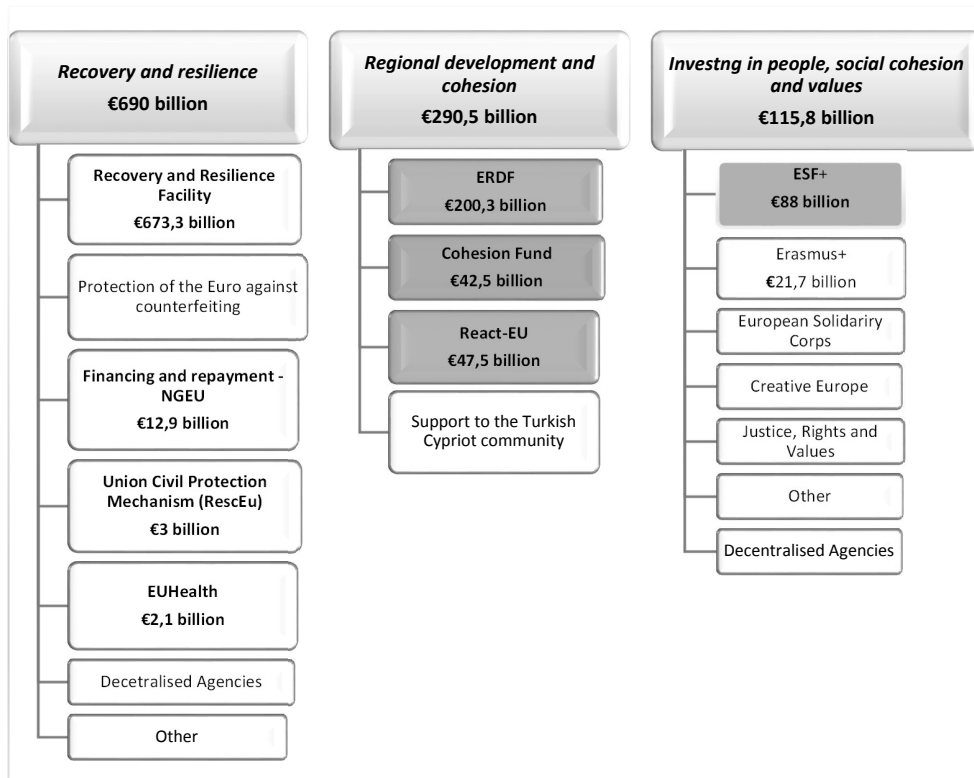 Recovery and resilience
€690 billion
Recovery and Resilience
Facility
€673,3 billion
Protection of the Euro against
counterfeiting
Financing and repayment -
NGEU
€12,9 billion
Union Civil Protection
Mechanism (RescEu)
€3 billion
EUHealth
€2,1 billion
Decetralised Agencies
Other
Regional development and
cohesion
€290,5 billion
ERDF
€200,3 billion
Cohesion Fund
€42,5 billion
React-EU
€47,5 billion
Support to the Turkish
Cypriot community
Investng in people, social cohesion
and values
€115,8 billion
ESF+
€88 billion
Erasmus+
€21,7 billion
European Solidariry
Corps
Creative Europe
Justice, Rights and
Values
Other
Decentralised Agencies